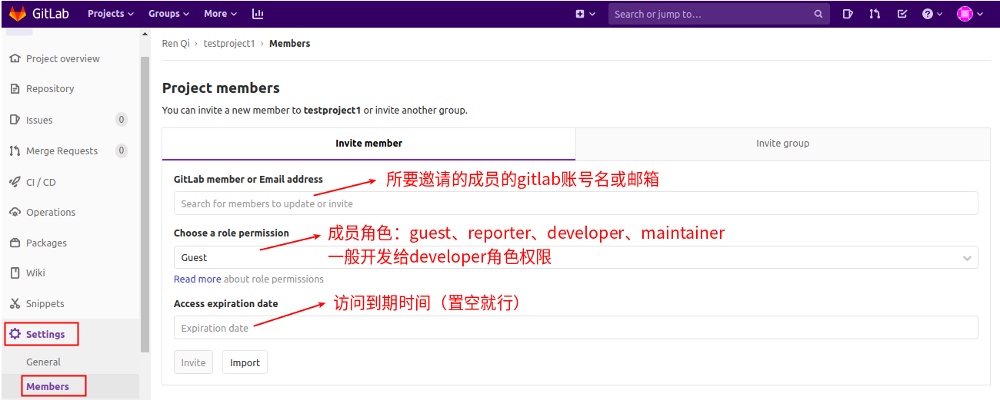 GitLab
Projects
Groups
More
Search or jump to…
Ren Qi › testproject1 › Members
Project overview
Repository
Issues 0
Merge Requests 0
CI / CD
Operations
Packages
Wiki
Snippets
Settings
General
Members
Project members
You can invite a new member to testproject1 or invite another group.
Invite member
Invite group
GitLab member or Email address
所要邀请的成员的gitlab账号名或邮箱
Search for members to update or invite
Choose a role permission
成员角色：guest、reporter、developer、maintainer
Guest
一般开发给developer角色权限
Read more about role permissions
Access expiration date
访问到期时间（置空就行）
Expiration date
Invite
Import